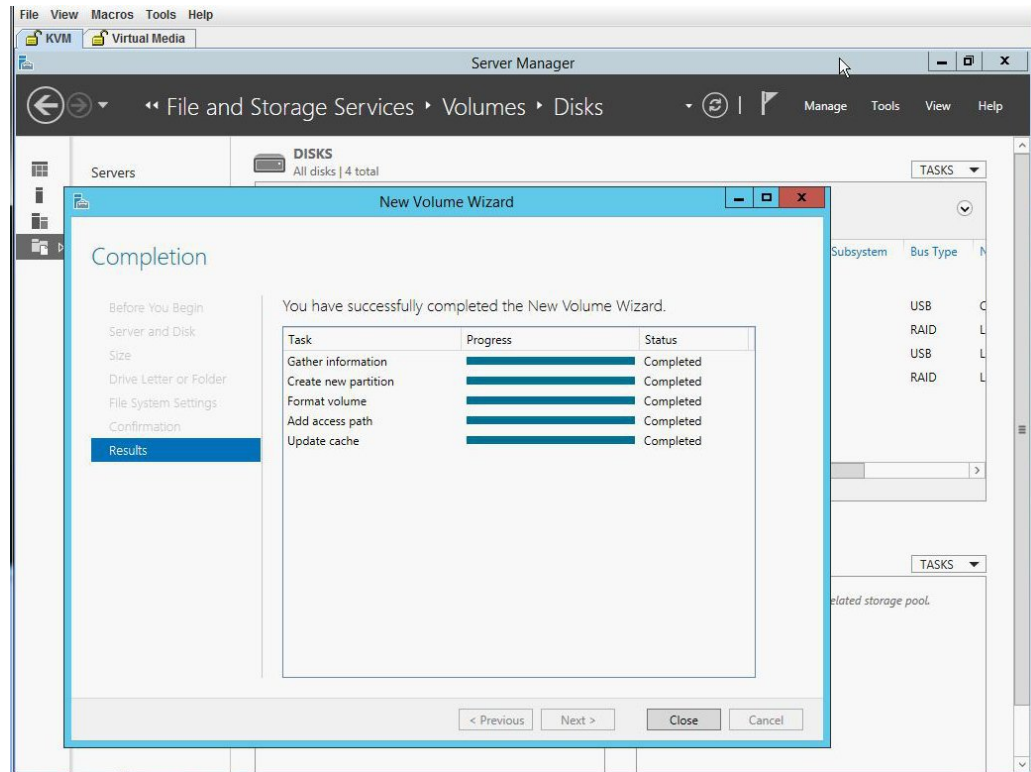 File View Macros Tools Help
KVM Virtual Media
Server Manager
File and Storage Services Volumes Disks Manage Tools View Help
DISKS
All disks | 4 total
TASKS
Servers
New Volume Wizard
Subsystem Bus Type N
Completion
You have successfully completed the New Volume Wizard.
Before You Begin
Server and Disk
Size
Drive Letter or Folder
File System Settings
Confirmation
Results
Task Progress Status
Gather information Completed
Create new partition Completed
Format volume Completed
Add access path Completed
Update cache Completed
USB C
RAID L
USB L
RAID L
TASKS
elated storage pool.
< Previous Next > Close Cancel